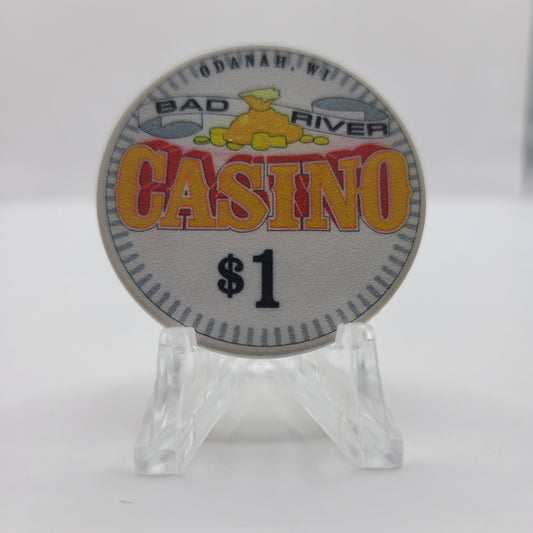 ODANAH, WI
BAD RIVER
CASINO
$1